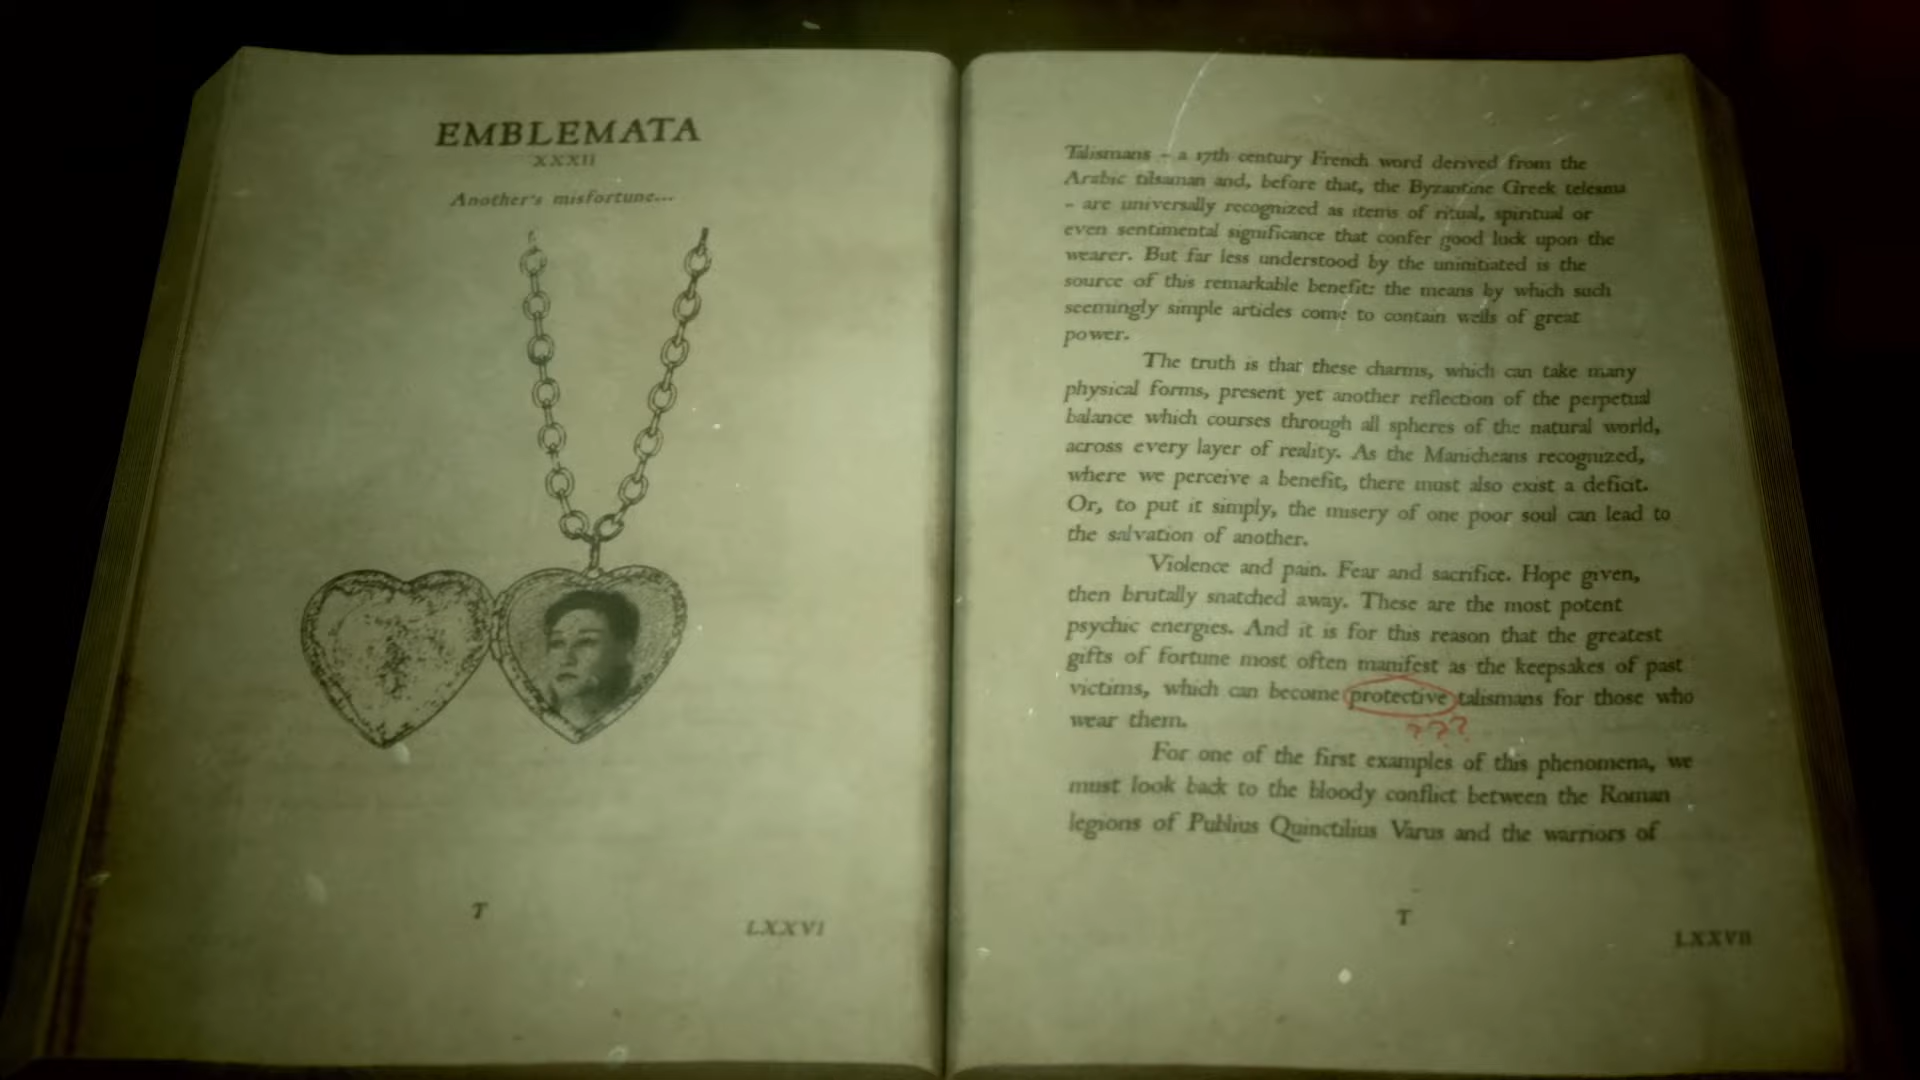 EMBLEMATA
XXXII
Another's misfortune...
T
LXXVI
Talismans - a 17th century French word derived from the
Arabic tilsaman and, before that, the Byzantine Greek telesma
- are universally recognized as items of ritual, spiritual or
even sentimental significance that confer good luck upon the
wearer. But far less understood by the uninitiated is the
source of this remarkable benefit: the means by which such
seemingly simple articles come to contain wells of great
power.
The truth is that these charms, which can take many
physical forms, present yet another reflection of the perpetual
balance which courses through all spheres of the natural world,
across every layer of reality. As the Manicheans recognized,
where we perceive a benefit, there must also exist a deficit.
Or, to put it simply, the misery of one poor soul can lead to
the salvation of another.
Violence and pain. Fear and sacrifice. Hope given,
then brutally snatched away. These are the most potent
psychic energies. And it is for this reason that the greatest
gifts of fortune most often manifest as the keepsakes of past
victims, which can become protective talismans for those who
wear them.
???
For one of the first examples of this phenomena, we
must look back to the bloody conflict between the Roman
legions of Publius Quinctilius Varus and the warriors of
T
LXXVII